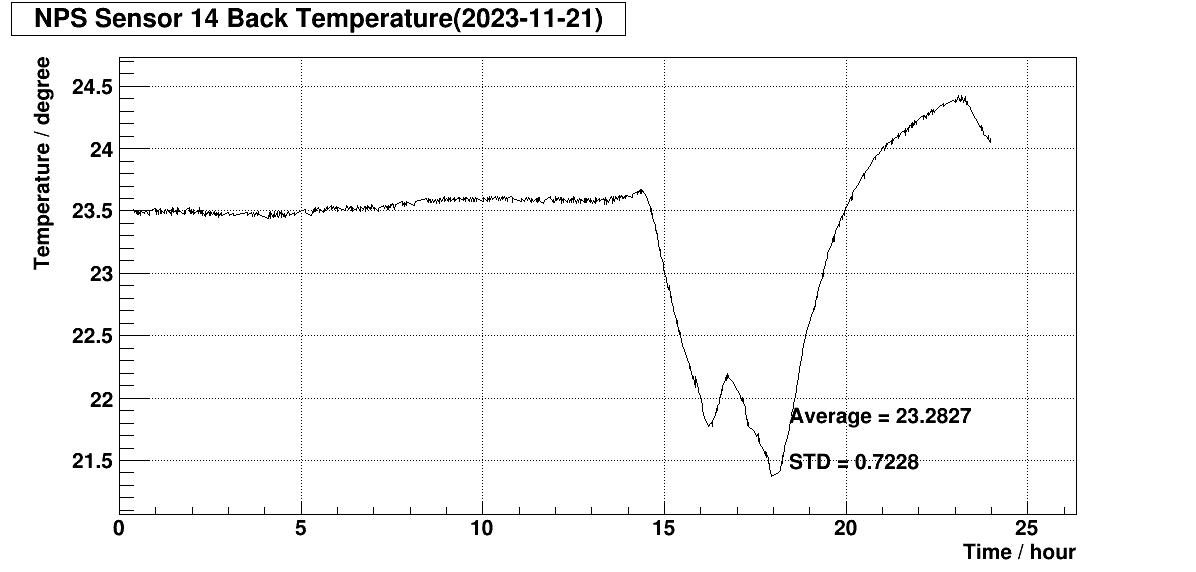 NPS Sensor 14 Back Temperature(2023-11-21)
Temperature / degree
24.5
24
23.5
23
22.5
22
21.5
Average = 23.2827
STD = 0.7228
0 5 10 15 20 25
Time / hour